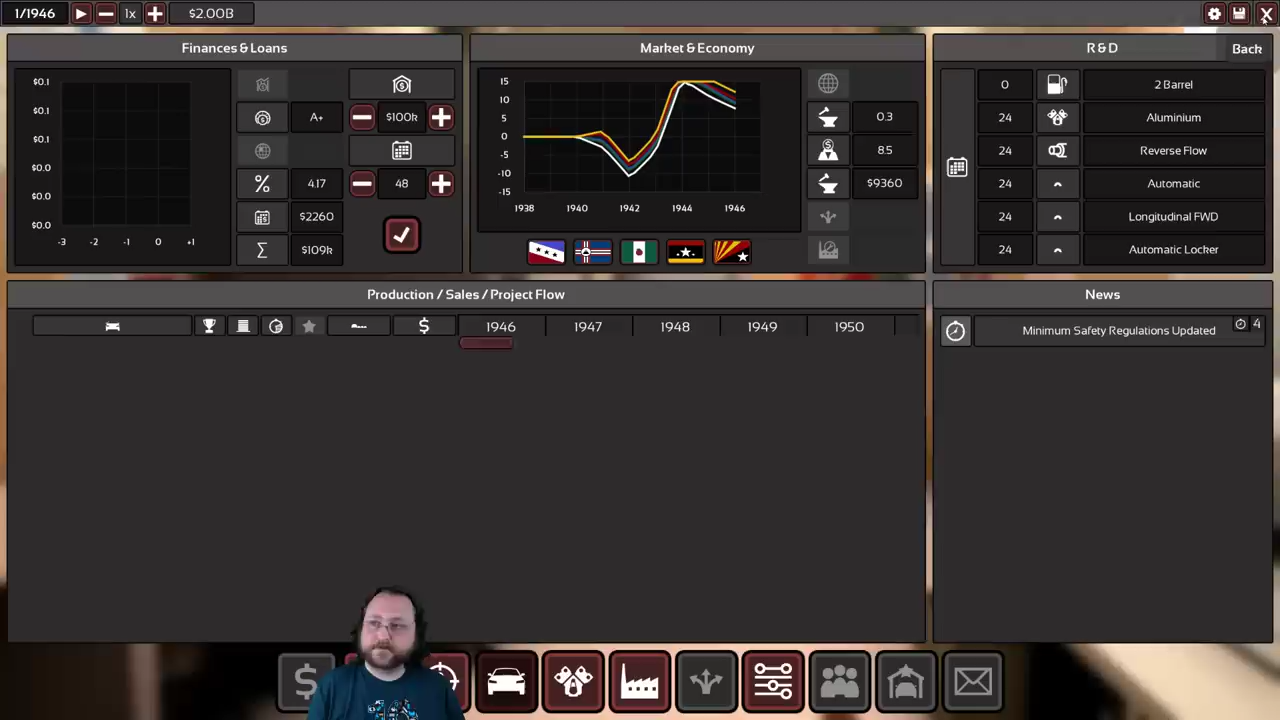 1/1946 1x $2.00B
Finances & Loans
$0.1
$0.1
$0.1
$0.0
$0.0
$0.0
-3 -2 -1 0 +1
A+ $100k
% 4.17 48
$2260
Σ $109k
Market & Economy
15
10
5
0
-5
-10
-15
1938 1940 1942 1944 1946
0.3
8.5
$9360
R & D Back
0 2 Barrel
24 Aluminium
24 Reverse Flow
24 Automatic
24 Longitudinal FWD
24 Automatic Locker
Production / Sales / Project Flow
$ 1946 1947 1948 1949 1950
News
Minimum Safety Regulations Updated 4
$